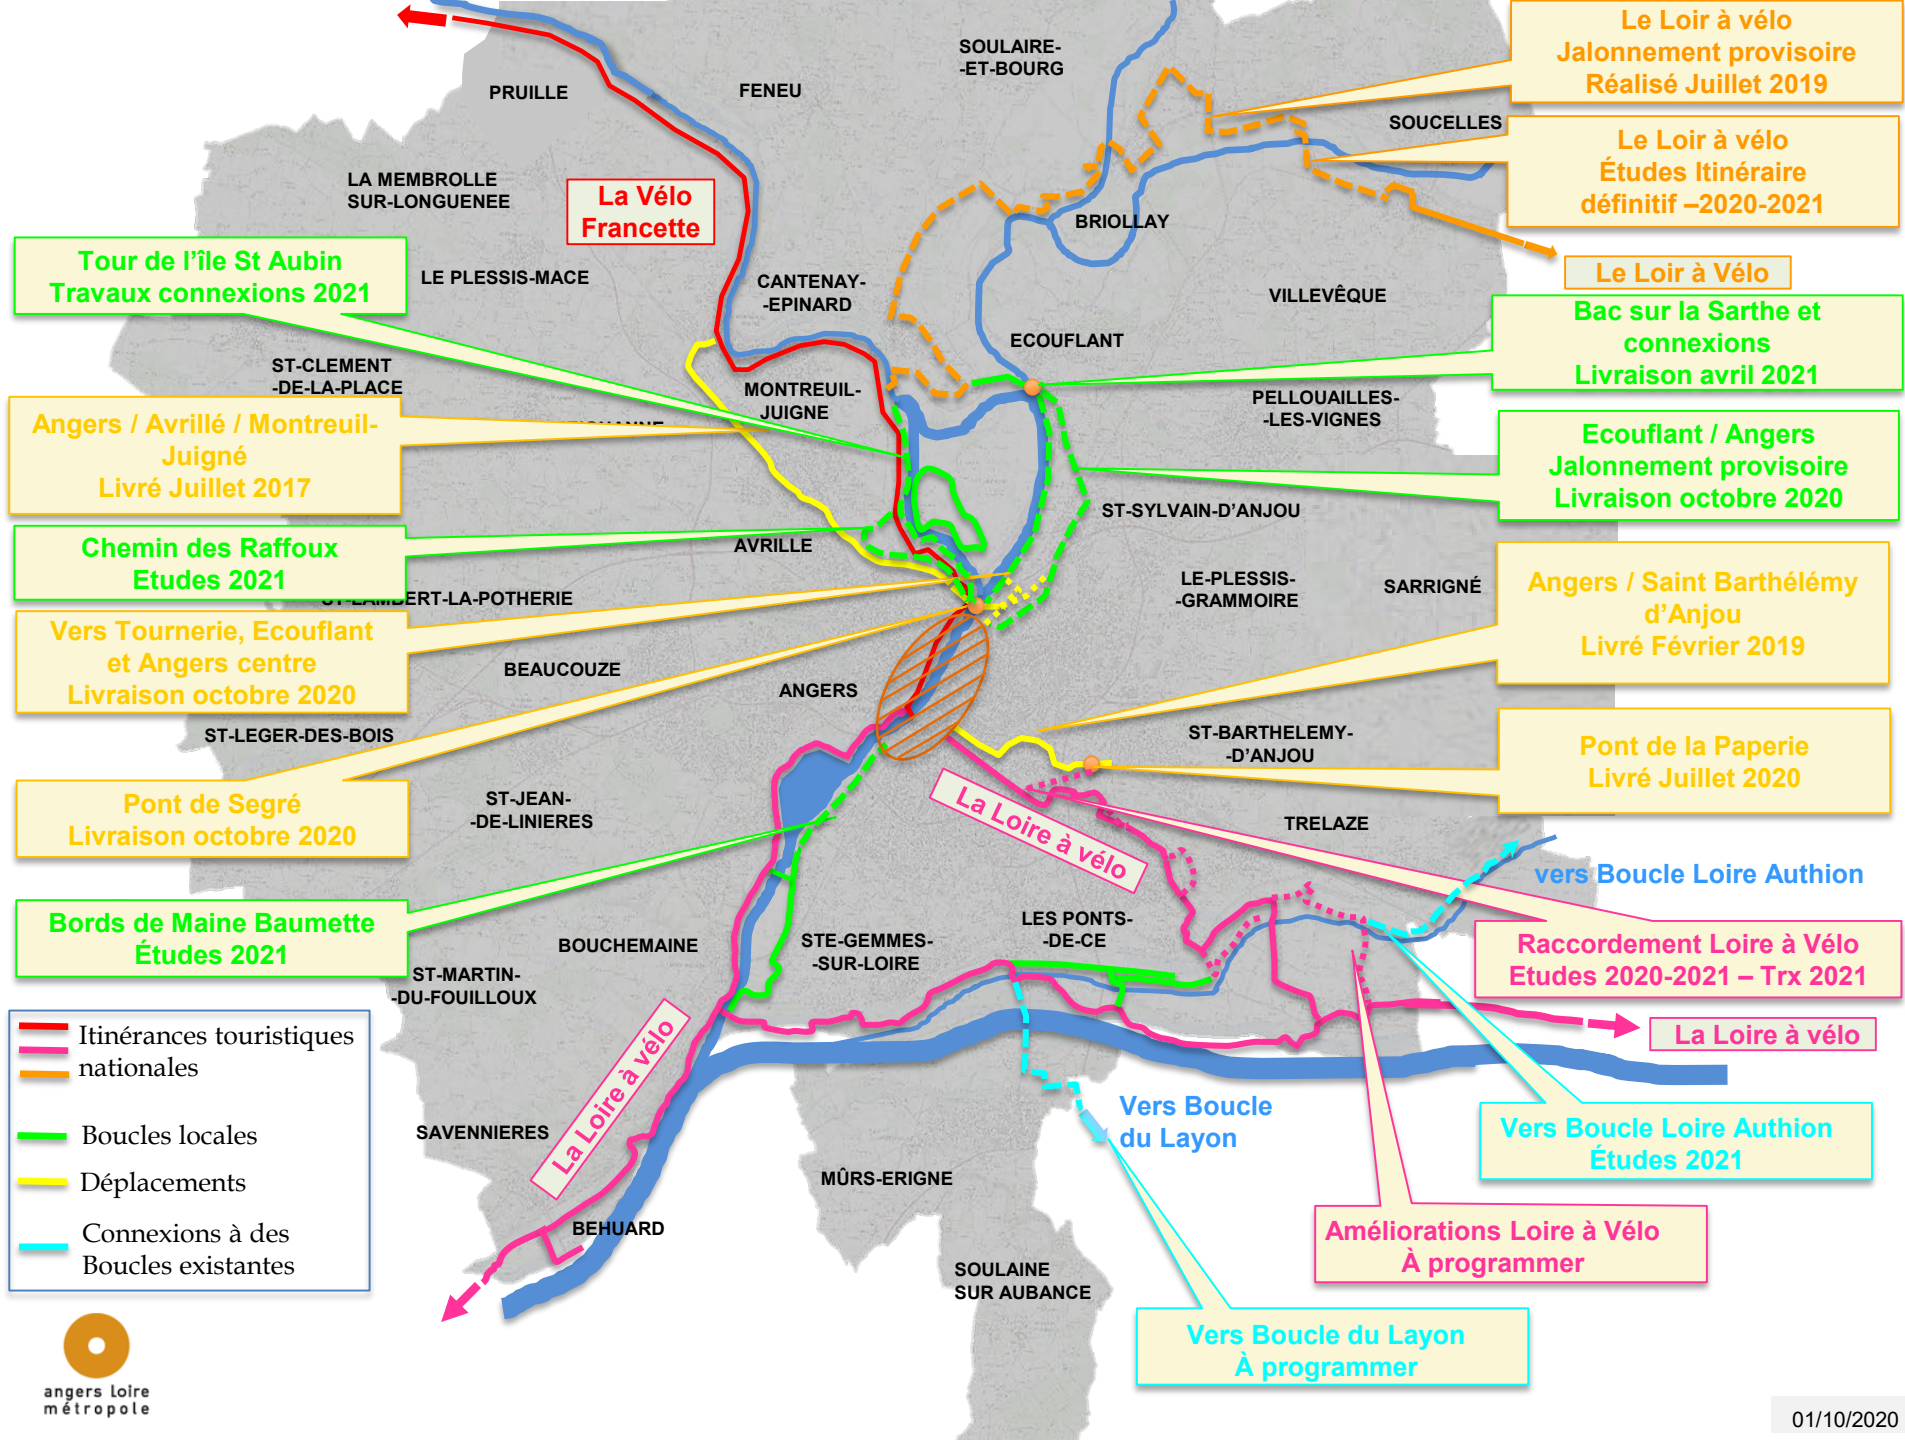 SOULAIRE-
-ET-BOURG
PRUILLE
FENEU
Le Loir à vélo
Jalonnement provisoire
Réalisé Juillet 2019
SOUCELLES
Le Loir à vélo
Études Itinéraire
définitif –2020-2021
LA MEMBROLLE
SUR-LONGUENEE
La Vélo
Francette
BRIOLLAY
Tour de l'île St Aubin
Travaux connexions 2021
LE PLESSIS-MACE
CANTENAY-
-EPINARD
Le Loir à Vélo
VILLEVÊQUE
ECOUFLANT
Bac sur la Sarthe et
connexions
Livraison avril 2021
ST-CLEMENT
-DE-LA-PLACE
MONTREUIL-
JUIGNE
PELLOUAILLES-
-LES-VIGNES
Angers / Avrillé / Montreuil-
Juigné
Livré Juillet 2017
Ecouflant / Angers
Jalonnement provisoire
Livraison octobre 2020
ST-SYLVAIN-D'ANJOU
Chemin des Raffoux
Etudes 2021
AVRILLE
LE-PLESSIS-
-GRAMMOIRE
SARRIGNÉ
Angers / Saint Barthélémy
d'Anjou
Livré Février 2019
ST-LAMBERT-LA-POTHERIE
Vers Tournerie, Ecouflant
et Angers centre
Livraison octobre 2020
BEAUCOUZE
ANGERS
ST-LEGER-DES-BOIS
ST-BARTHELEMY-
-D'ANJOU
Pont de la Paperie
Livré Juillet 2020
Pont de Segré
Livraison octobre 2020
ST-JEAN-
-DE-LINIERES
La Loire à vélo
TRELAZE
vers Boucle Loire Authion
Bords de Maine Baumette
Études 2021
BOUCHEMAINE
STE-GEMMES-
-SUR-LOIRE
LES PONTS-
-DE-CE
Raccordement Loire à Vélo
Etudes 2020-2021 – Trx 2021
ST-MARTIN-
-DU-FOUILLOUX
La Loire à vélo
La Loire à vélo
Itinérances touristiques
nationales
Boucles locales
Déplacements
Connexions à des
Boucles existantes
SAVENNIERES
Vers Boucle
du Layon
Vers Boucle Loire Authion
Études 2021
MÛRS-ERIGNE
BEHUARD
Améliorations Loire à Vélo
À programmer
SOULAINE
SUR AUBANCE
Vers Boucle du Layon
À programmer
angers Loire
métropole
01/10/2020